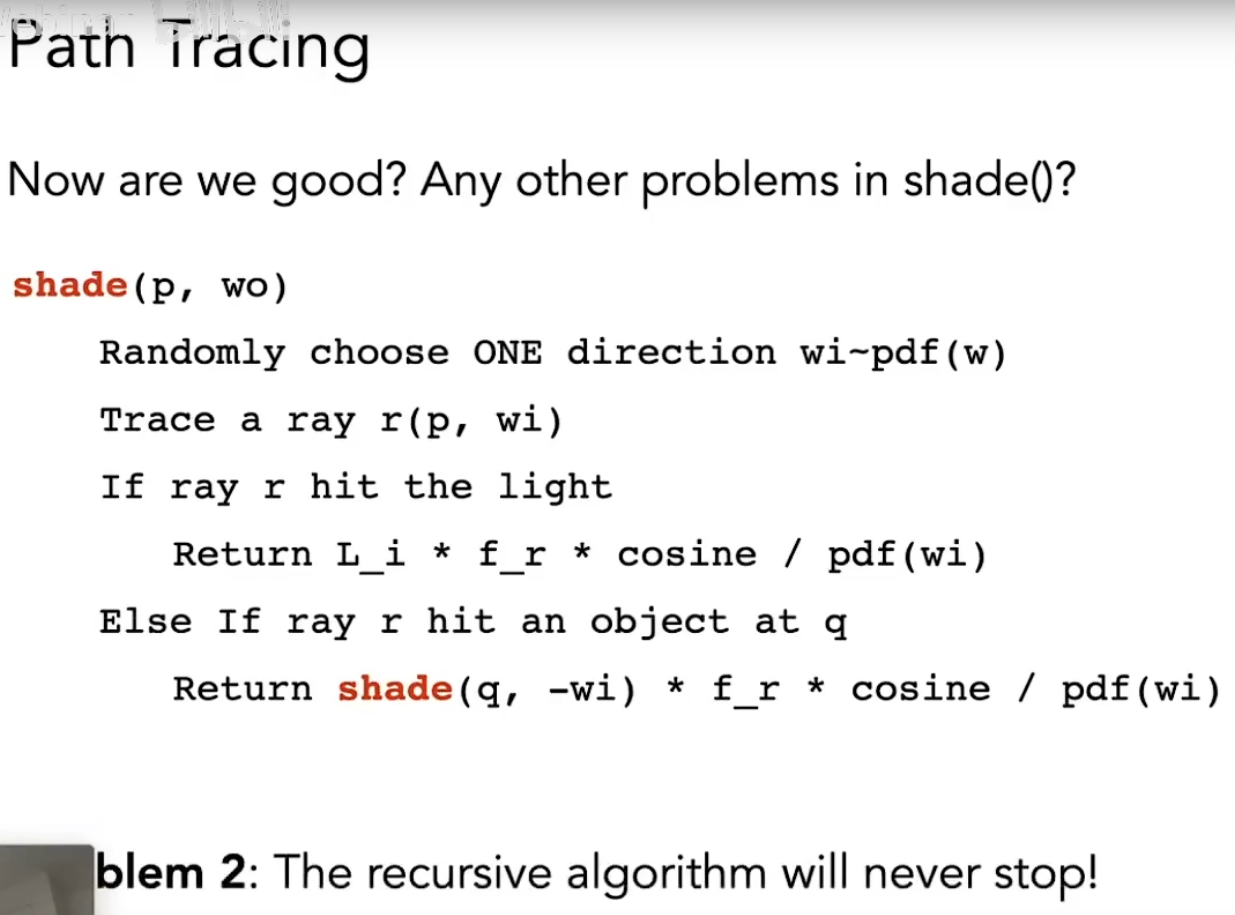 Path Tracing
Now are we good? Any other problems in shade()?
shade(p, wo)
Randomly choose ONE direction wi~pdf(w)
Trace a ray r(p, wi)
If ray r hit the light
Return L_i * f_r * cosine / pdf(wi)
Else If ray r hit an object at q
Return shade(q, -wi) * f_r * cosine / pdf(wi)
blem 2: The recursive algorithm will never stop!